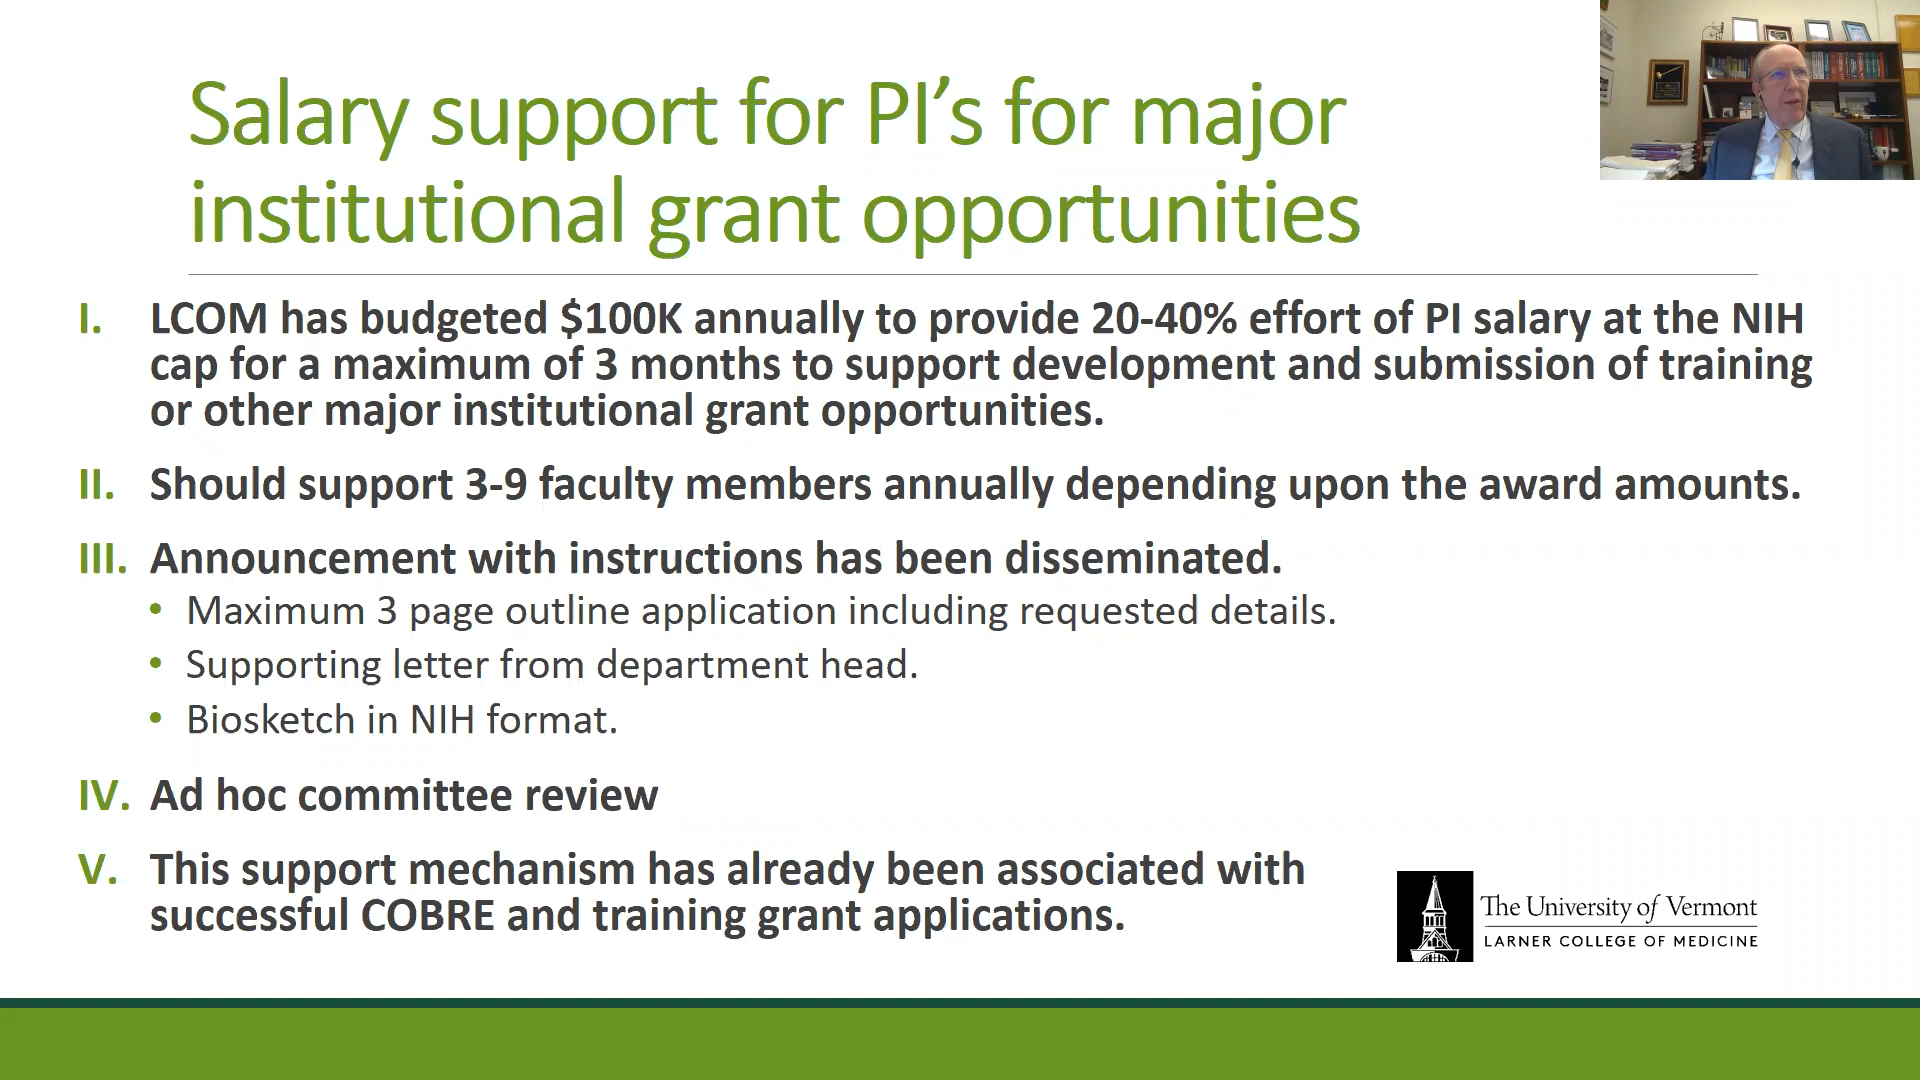 Salary support for PI’s for major
institutional grant opportunities
I. LCOM has budgeted $100K annually to provide 20-40% effort of PI salary at the NIH
cap for a maximum of 3 months to support development and submission of training
or other major institutional grant opportunities.
II. Should support 3-9 faculty members annually depending upon the award amounts.
III. Announcement with instructions has been disseminated.
• Maximum 3 page outline application including requested details.
• Supporting letter from department head.
• Biosketch in NIH format.
IV. Ad hoc committee review
V. This support mechanism has already been associated with
successful COBRE and training grant applications.
The University of Vermont
LARNER COLLEGE OF MEDICINE